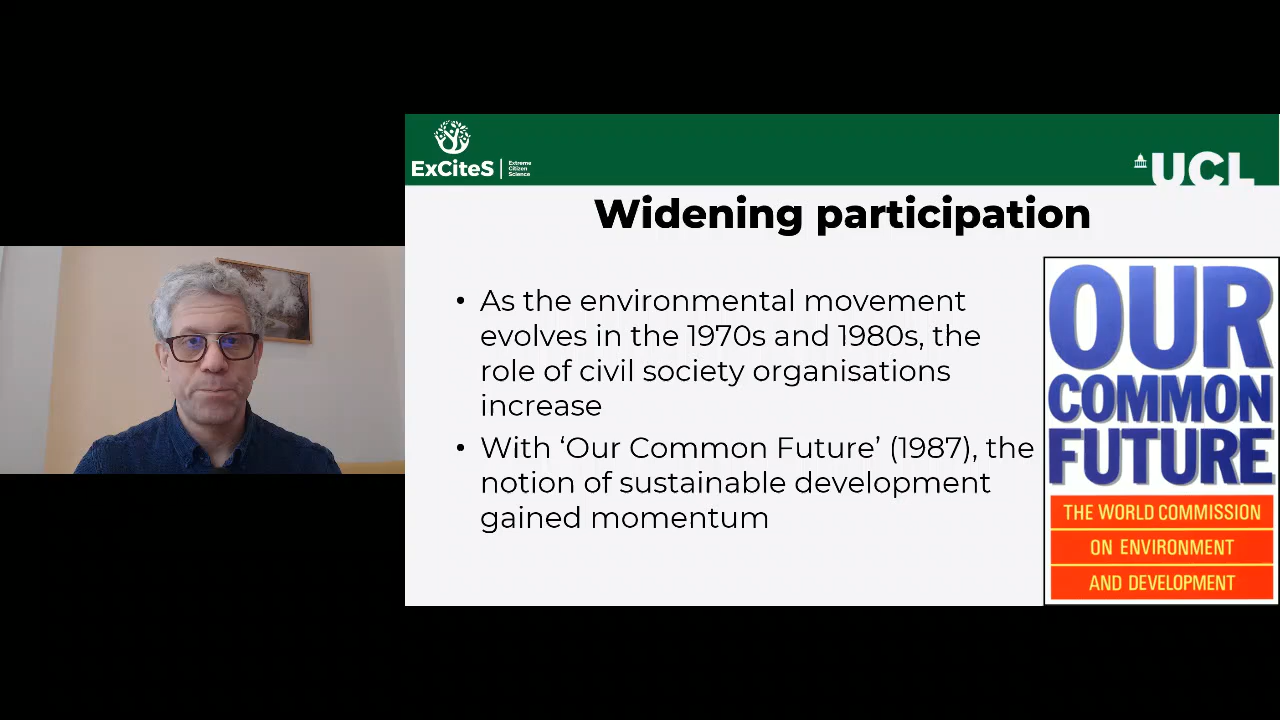 ExCiteS
Extreme
Citizen
Science
UCL
Widening participation
• As the environmental movement
evolves in the 1970s and 1980s, the
role of civil society organisations
increase
• With ‘Our Common Future’ (1987), the
notion of sustainable development
gained momentum
OUR
COMMON
FUTURE
THE WORLD COMMISSION
ON ENVIRONMENT
AND DEVELOPMENT